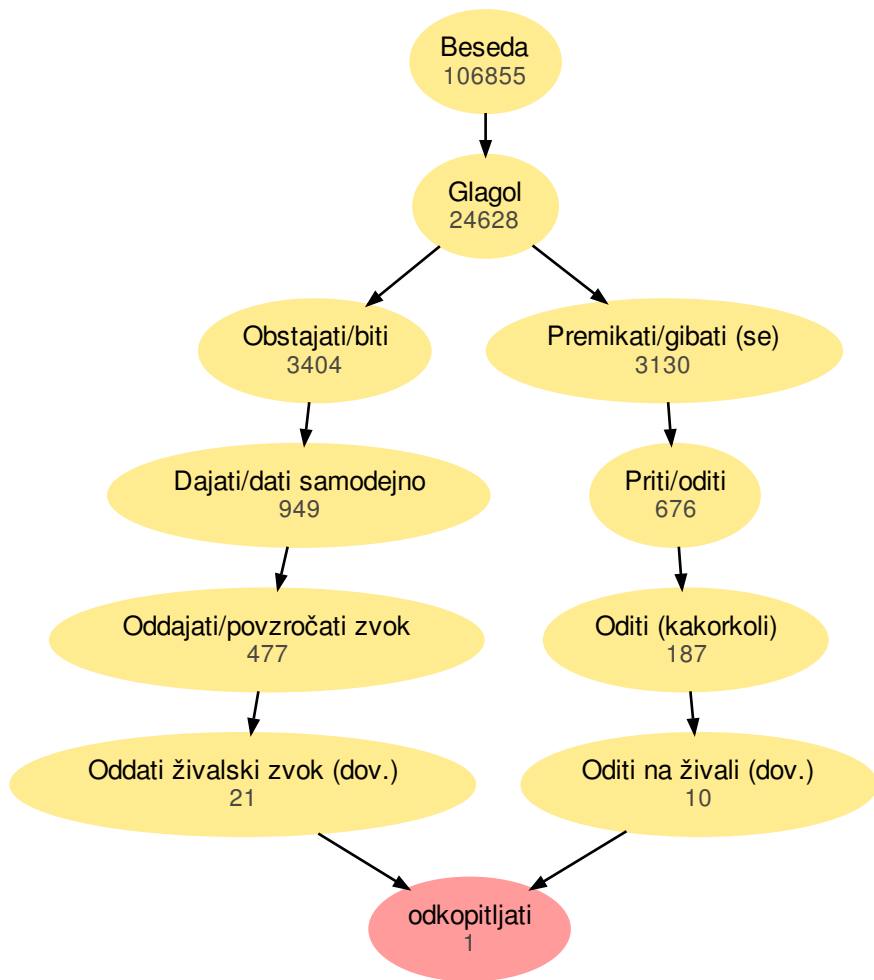 Beseda
106855
Glagol
24628
Obstajati/biti
3404
Premikati/gibati (se)
3130
Dajati/dati samodejno
949
Priti/oditi
676
Oddajati/povzročati zvok
477
Oditi (kakorkoli)
187
Oddati živalski zvok (dov.)
21
Oditi na živali (dov.)
10
odkopitljati
1